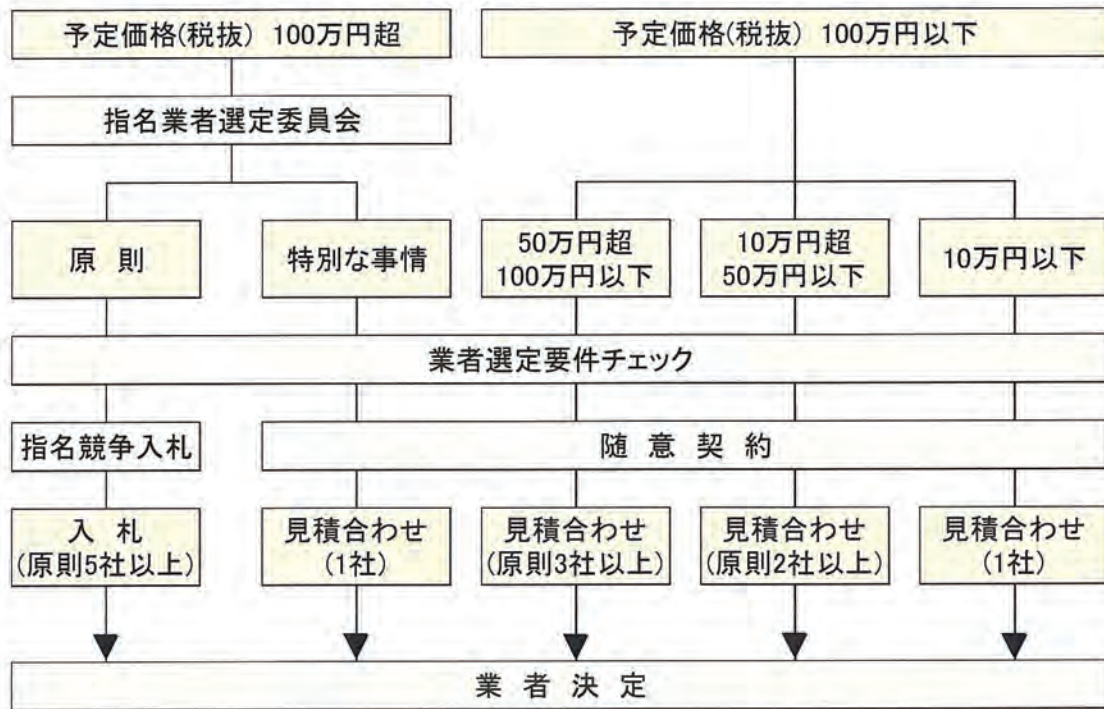 予定価格(税抜) 100万円超
予定価格(税抜) 100万円以下
指名業者選定委員会
原 則
特別な事情
50万円超
100万円以下
10万円超
50万円以下
10万円以下
業者選定要件チェック
指名競争入札
随 意 契 約
入 札
(原則5社以上)
見積合わせ
(1社)
見積合わせ
(原則3社以上)
見積合わせ
(原則2社以上)
見積合わせ
(1社)
業 者 決 定